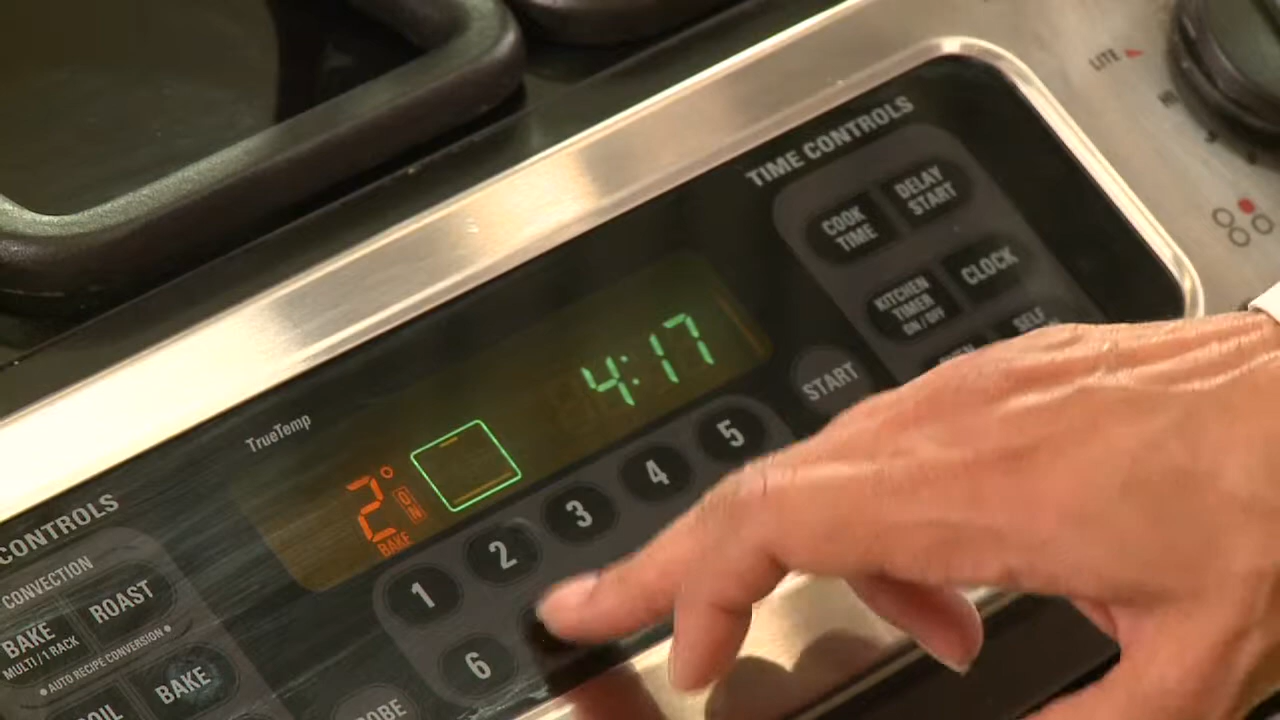 LITE
TIME CONTROLS
COOK
TIME
DELAY
START
KITCHEN
TIMER
ON / OFF
CLOCK
SELF
START
4:17
TrueTemp
2°
ON
BAKE
1
2
3
4
5
6
CONTROLS
CONVECTION
BAKE
MULTI / 1 RACK
ROAST
• AUTO RECIPE CONVERSION •
BAKE